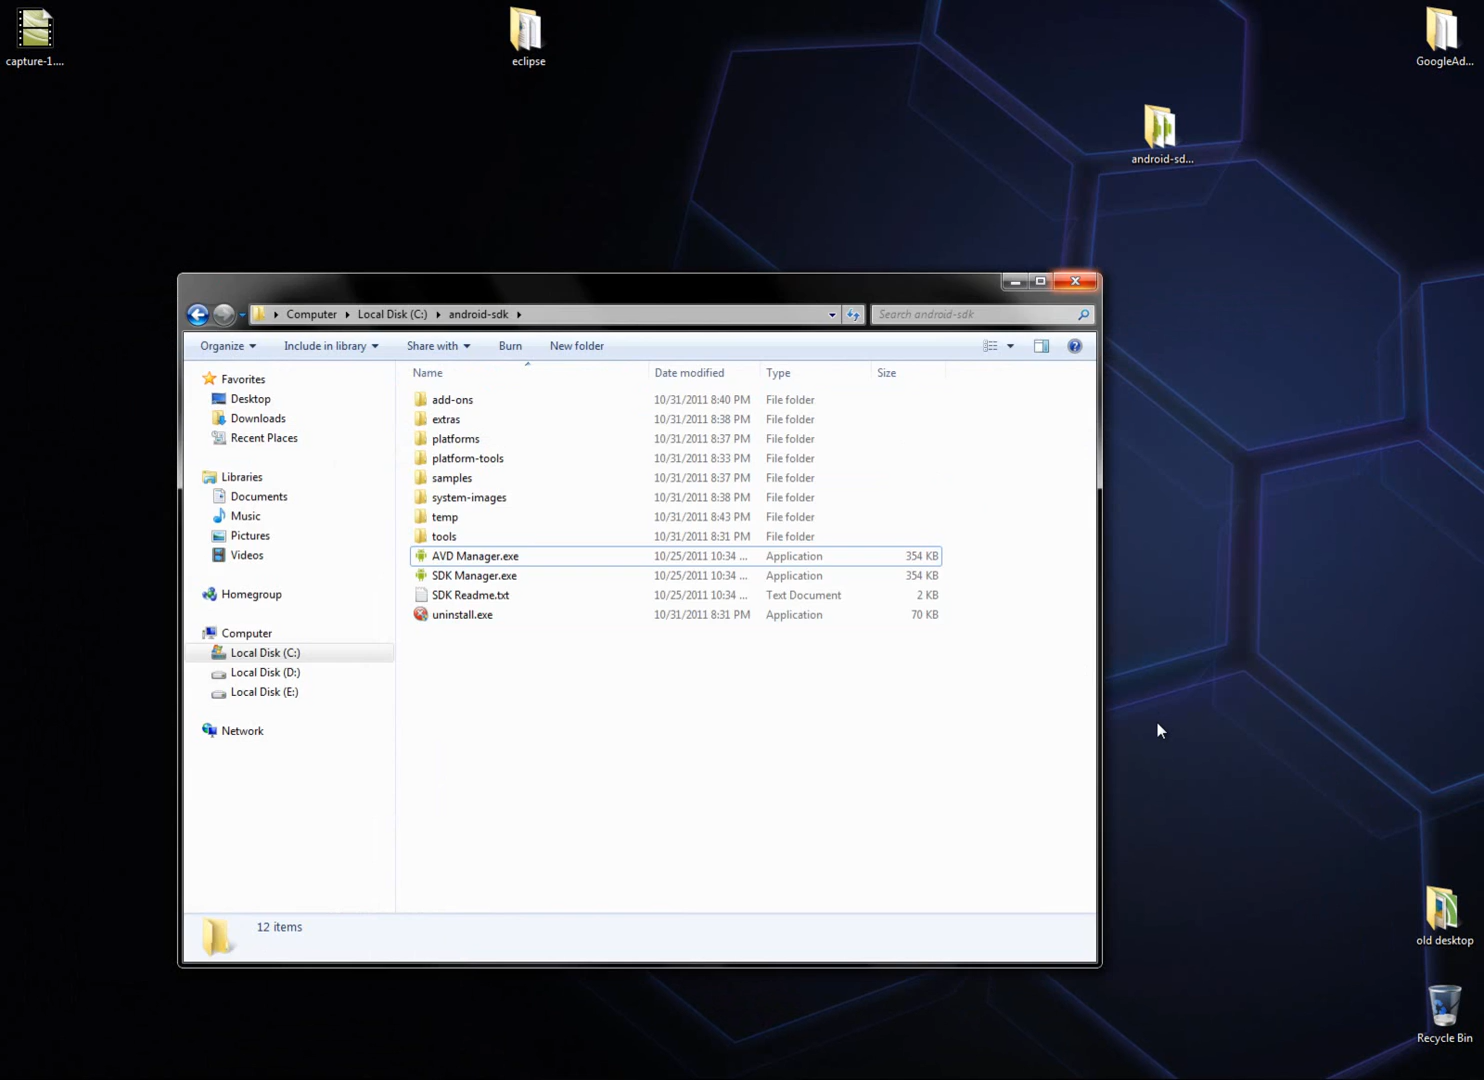 capture-1....
eclipse
GoogleAd...
android-sd...
Computer Local Disk (C:) android-sdk
Search android-sdk
Organize Include in library Share with Burn New folder
Name Date modified Type Size
Favorites
Desktop
Downloads
Recent Places
Libraries
Documents
Music
Pictures
Videos
Homegroup
Computer
Local Disk (C:)
Local Disk (D:)
Local Disk (E:)
Network
add-ons 10/31/2011 8:40 PM File folder
extras 10/31/2011 8:38 PM File folder
platforms 10/31/2011 8:37 PM File folder
platform-tools 10/31/2011 8:33 PM File folder
samples 10/31/2011 8:37 PM File folder
system-images 10/31/2011 8:38 PM File folder
temp 10/31/2011 8:43 PM File folder
tools 10/31/2011 8:31 PM File folder
AVD Manager.exe 10/25/2011 10:34 ... Application 354 KB
SDK Manager.exe 10/25/2011 10:34 ... Application 354 KB
SDK Readme.txt 10/25/2011 10:34 ... Text Document 2 KB
uninstall.exe 10/31/2011 8:31 PM Application 70 KB
12 items
old desktop
Recycle Bin